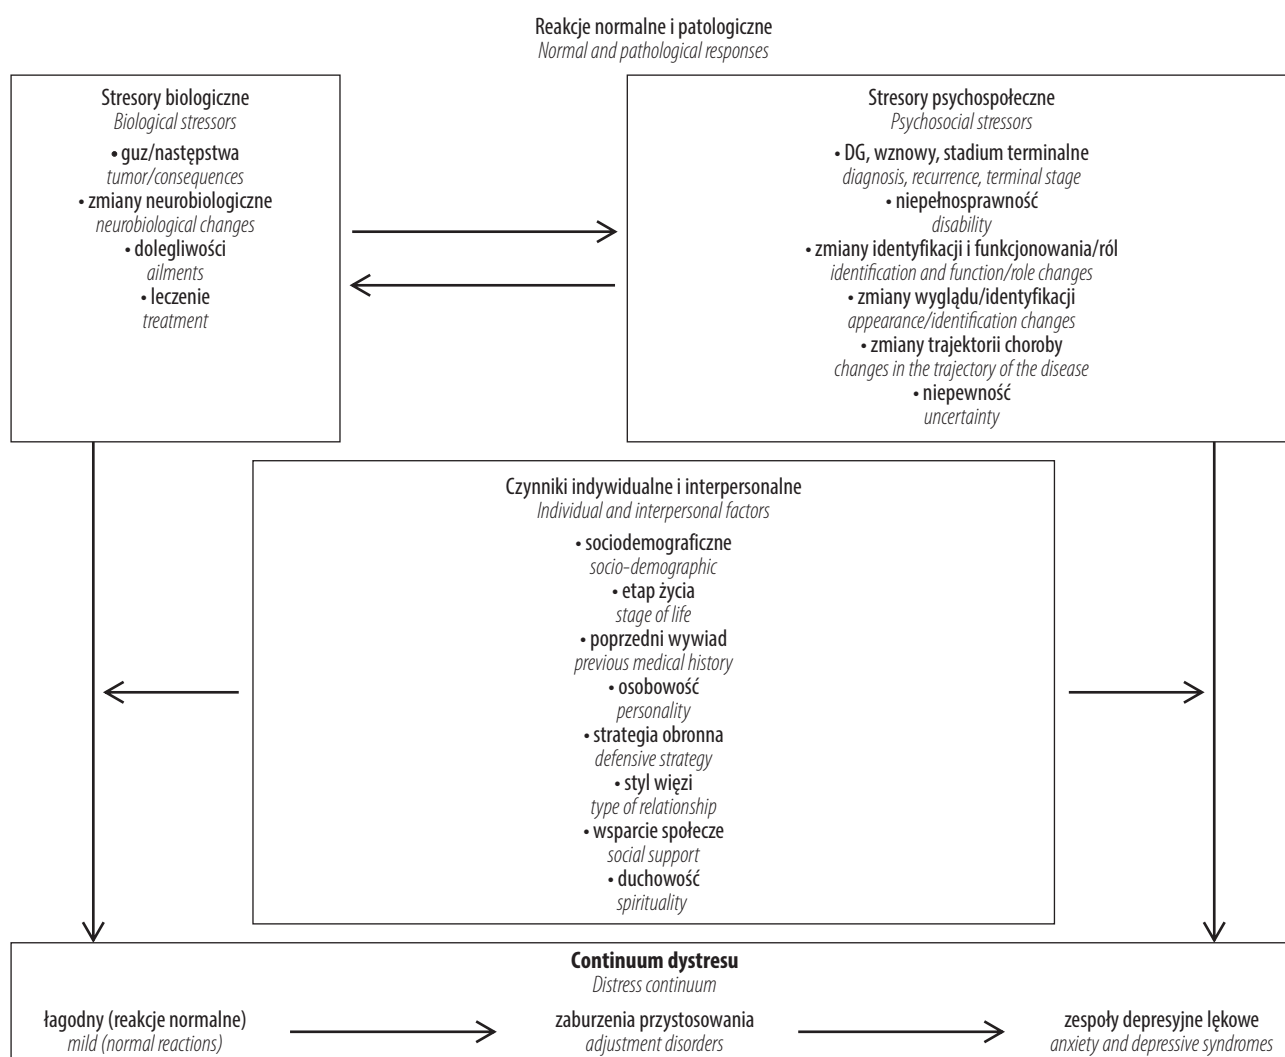 Reakcje normalne i patologiczne
Normal and pathological responses
Stresory biologiczne
Biological stressors
• guz/następstwa
tumor/consequences
• zmiany neurobiologiczne
neurobiological changes
• dolegliwości
ailments
• leczenie
treatment
Stresory psychospołeczne
Psychosocial stressors
• DG, wznowy, stadium terminalne
diagnosis, recurrence, terminal stage
• niepełnosprawność
disability
• zmiany identyfikacji i funkcjonowania/ról
identification and function/role changes
• zmiany wyglądu/identyfikacji
appearance/identification changes
• zmiany trajektorii choroby
changes in the trajectory of the disease
• niepewność
uncertainty
Czynniki indywidualne i interpersonalne
Individual and interpersonal factors
• sociodemograficzne
socio-demographic
• etap życia
stage of life
• poprzedni wywiad
previous medical history
• osobowość
personality
• strategia obronna
defensive strategy
• styl więzi
type of relationship
• wsparcie społecze
social support
• duchowość
spirituality
Continuum dystresu
Distress continuum
łagodny (reakcje normalne)
mild (normal reactions)
zaburzenia przystosowania
adjustment disorders
zespoły depresyjne lękowe
anxiety and depressive syndromes